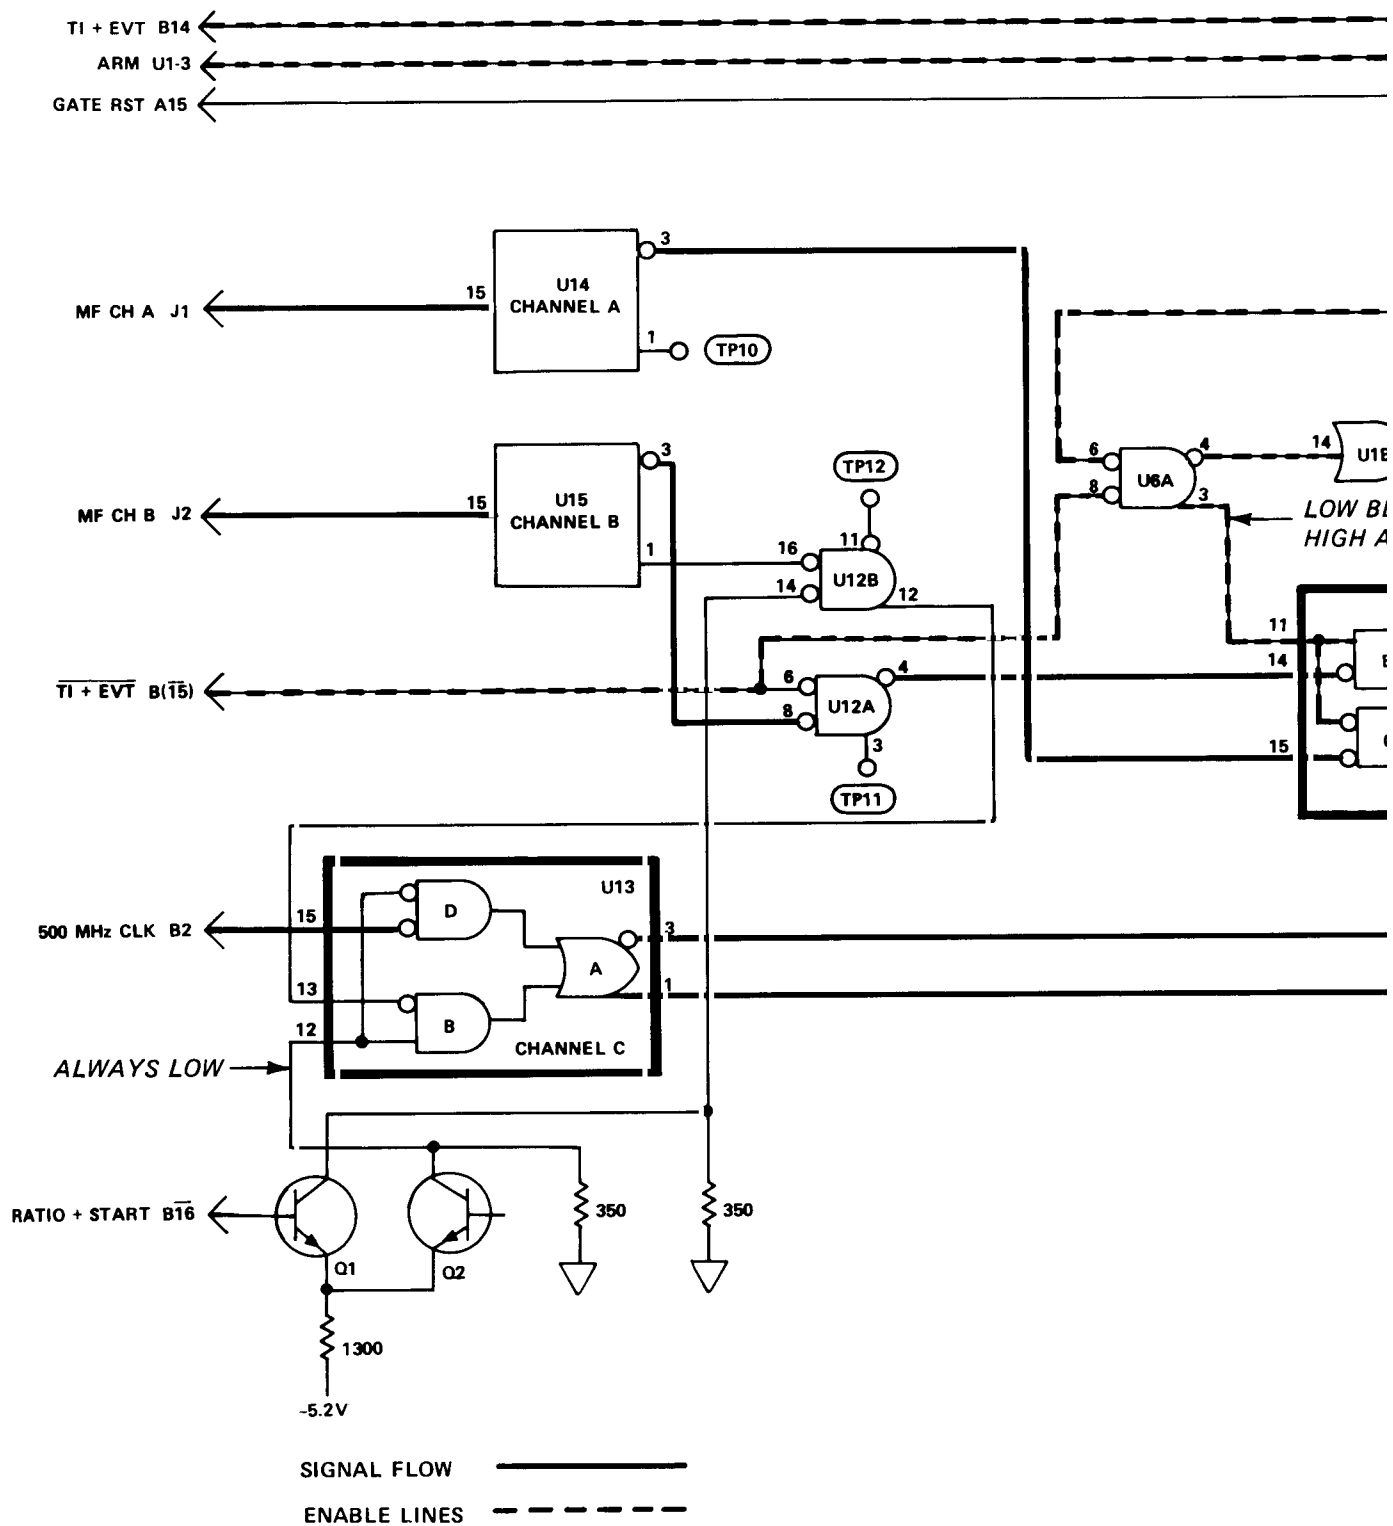 TI + EVT B14
ARM U1-3
GATE RST A15
3
U14
CHANNEL A
15
MF CH A J1
1
TP10
3
U15
CHANNEL B
15
MF CH B J2
1
TP12
11
16
14
U12B
12
6
4
8
U6A
3
14
LOW
HIGH
11
14
15
TI + EVT B(15)
6
4
U12A
8
3
TP11
U13
D
15
500 MHz CLK B2
3
A
13
1
B
12
CHANNEL C
ALWAYS LOW
RATIO + START B16
350
350
Q1
Q2
1300
-5.2V
SIGNAL FLOW
ENABLE LINES